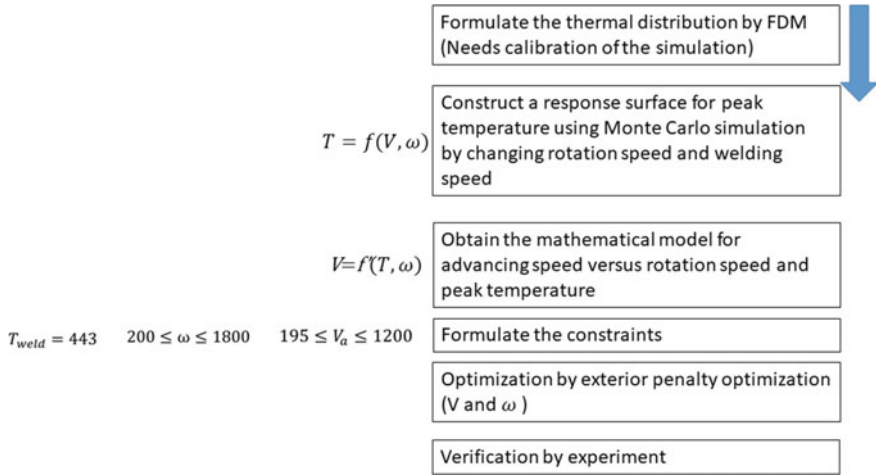 Formulate the thermal distribution by FDM
(Needs calibration of the simulation)
T = f(V, ω)
Construct a response surface for peak
temperature using Monte Carlo simulation
by changing rotation speed and welding
speed
V=f′(T, ω)
Obtain the mathematical model for
advancing speed versus rotation speed and
peak temperature
T_weld = 443 200 ≤ ω ≤ 1800 195 ≤ V_a ≤ 1200
Formulate the constraints
Optimization by exterior penalty optimization
(V and ω )
Verification by experiment